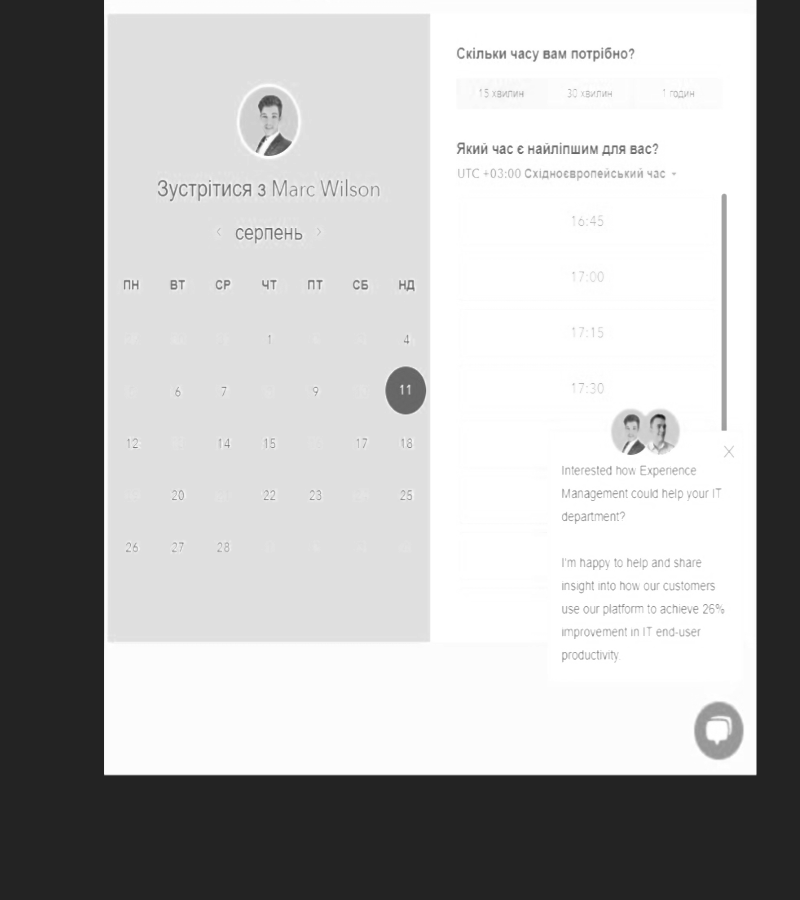 Зустрітися з Marc Wilson
серпень
ПН ВТ СР ЧТ ПТ СБ НД
1 4
6 7 9 11
12 14 15 17 18
20 22 23 25
26 27 28
Скільки часу вам потрібно?
15 хвилин 30 хвилин 1 годин
Який час є найліпшим для вас?
UTC +03:00 Східноєвропейський час
16:45
17:00
17:15
17:30
Interested how Experience
Management could help your IT
department?
I'm happy to help and share
insight into how our customers
use our platform to achieve 26%
improvement in IT end-user
productivity.